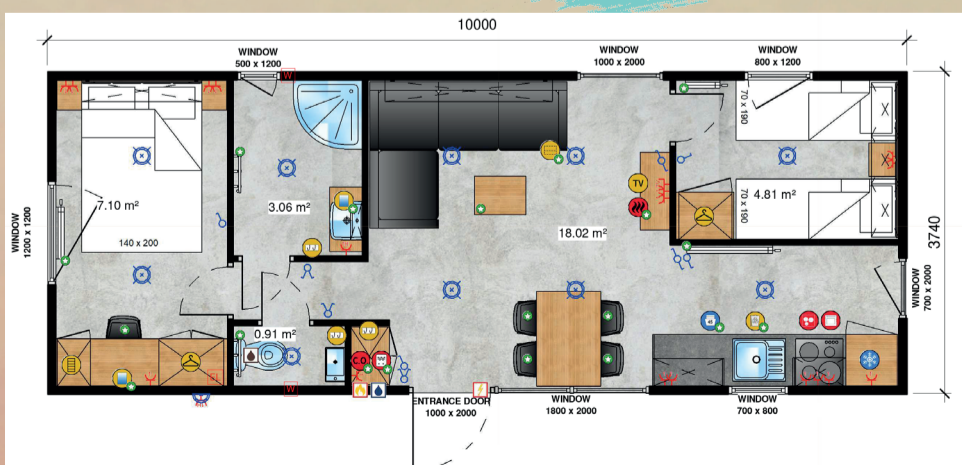 10000
WINDOW
500 x 1200
W
WINDOW
1000 x 2000
WINDOW
800 x 1200
70 x 190
TV
7.10 m²
3.06 m²
4.81 m²
18.02 m²
70 x 190
3740
WINDOW
1200 x 1200
140 x 200
WINDOW
700 x 2000
0.91 m²
45
CO
W
ENTRANCE DOOR
1000 x 2000
1800 x 2000
WINDOW
700 x 800